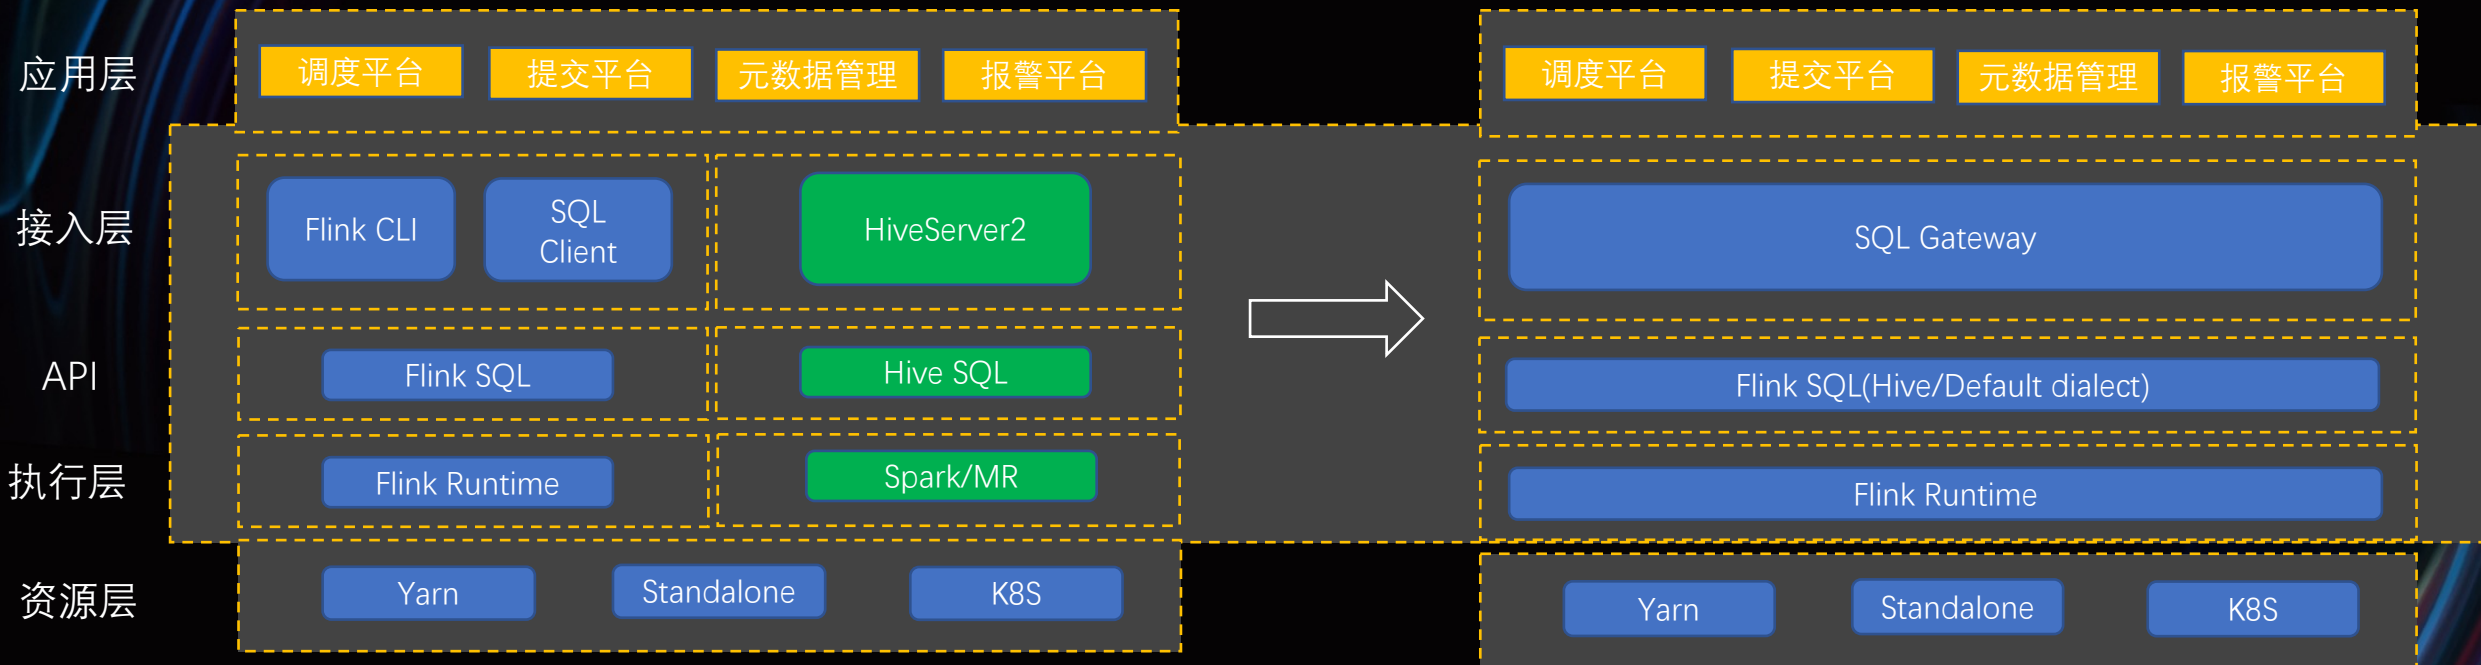 应用层
调度平台
提交平台
元数据管理
报警平台
调度平台
提交平台
元数据管理
报警平台
接入层
Flink CLI
SQL
Client
HiveServer2
SQL Gateway
API
Flink SQL
Hive SQL
Flink SQL(Hive/Default dialect)
执行层
Flink Runtime
Spark/MR
Flink Runtime
资源层
Yarn
Standalone
K8S
Yarn
Standalone
K8S